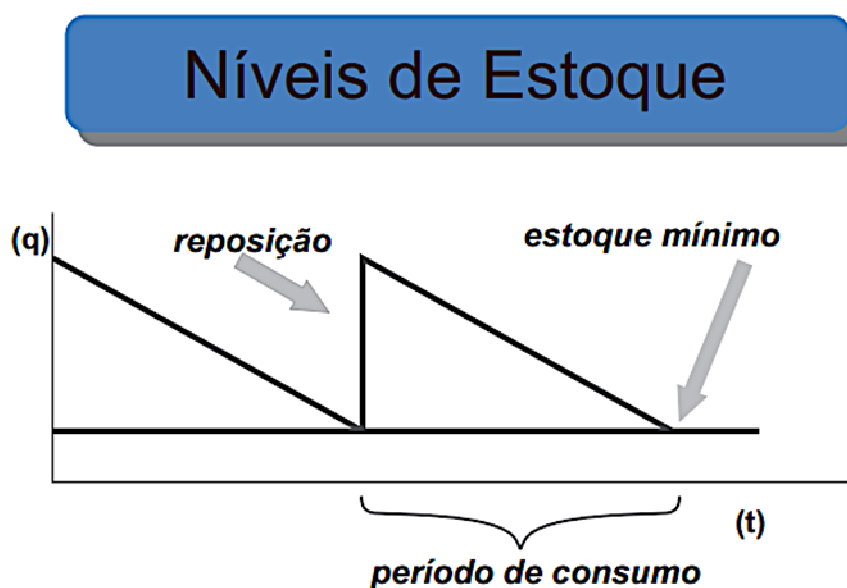 Níveis de Estoque
(q)
reposição
estoque mínimo
(t)
período de consumo